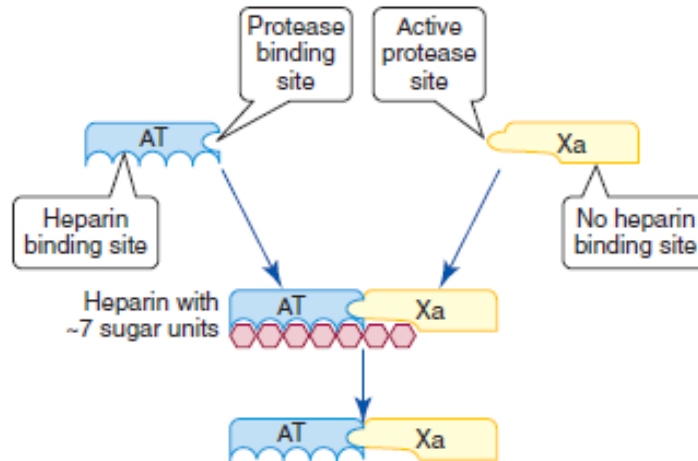 Protease
binding
site
Active
protease
site
AT
Xa
Heparin
binding site
No heparin
binding site
Heparin with
~7 sugar units
AT
Xa
AT
Xa